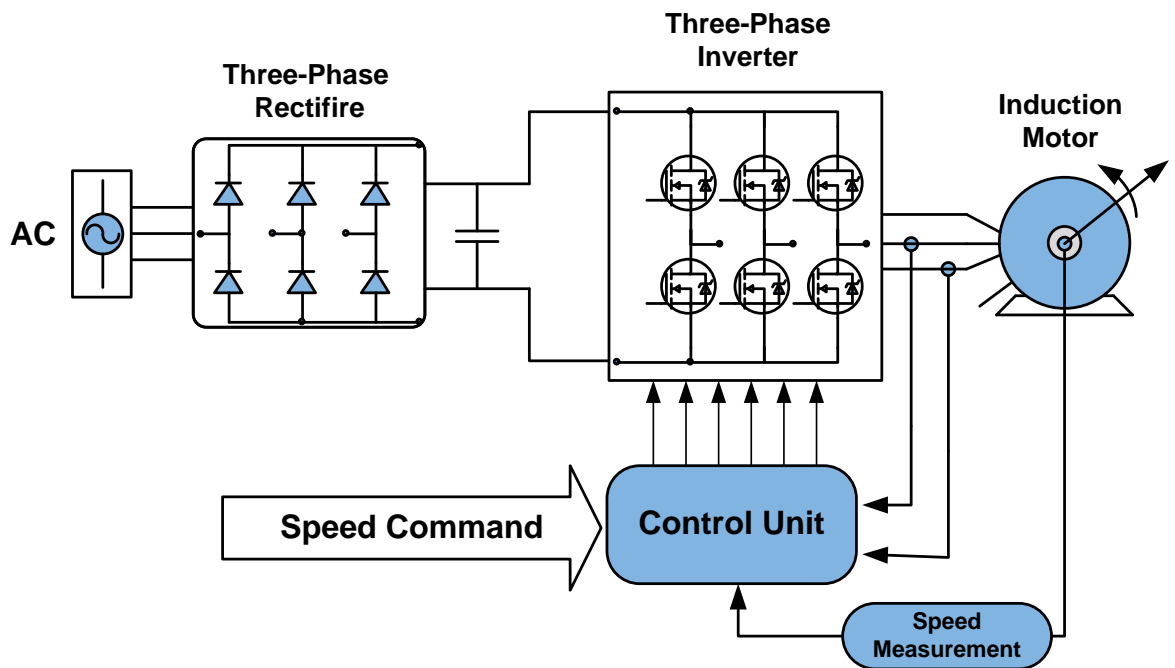 Three-Phase
Inverter
Three-Phase
Rectifire
Induction
Motor
AC
Speed Command
Control Unit
Speed
Measurement